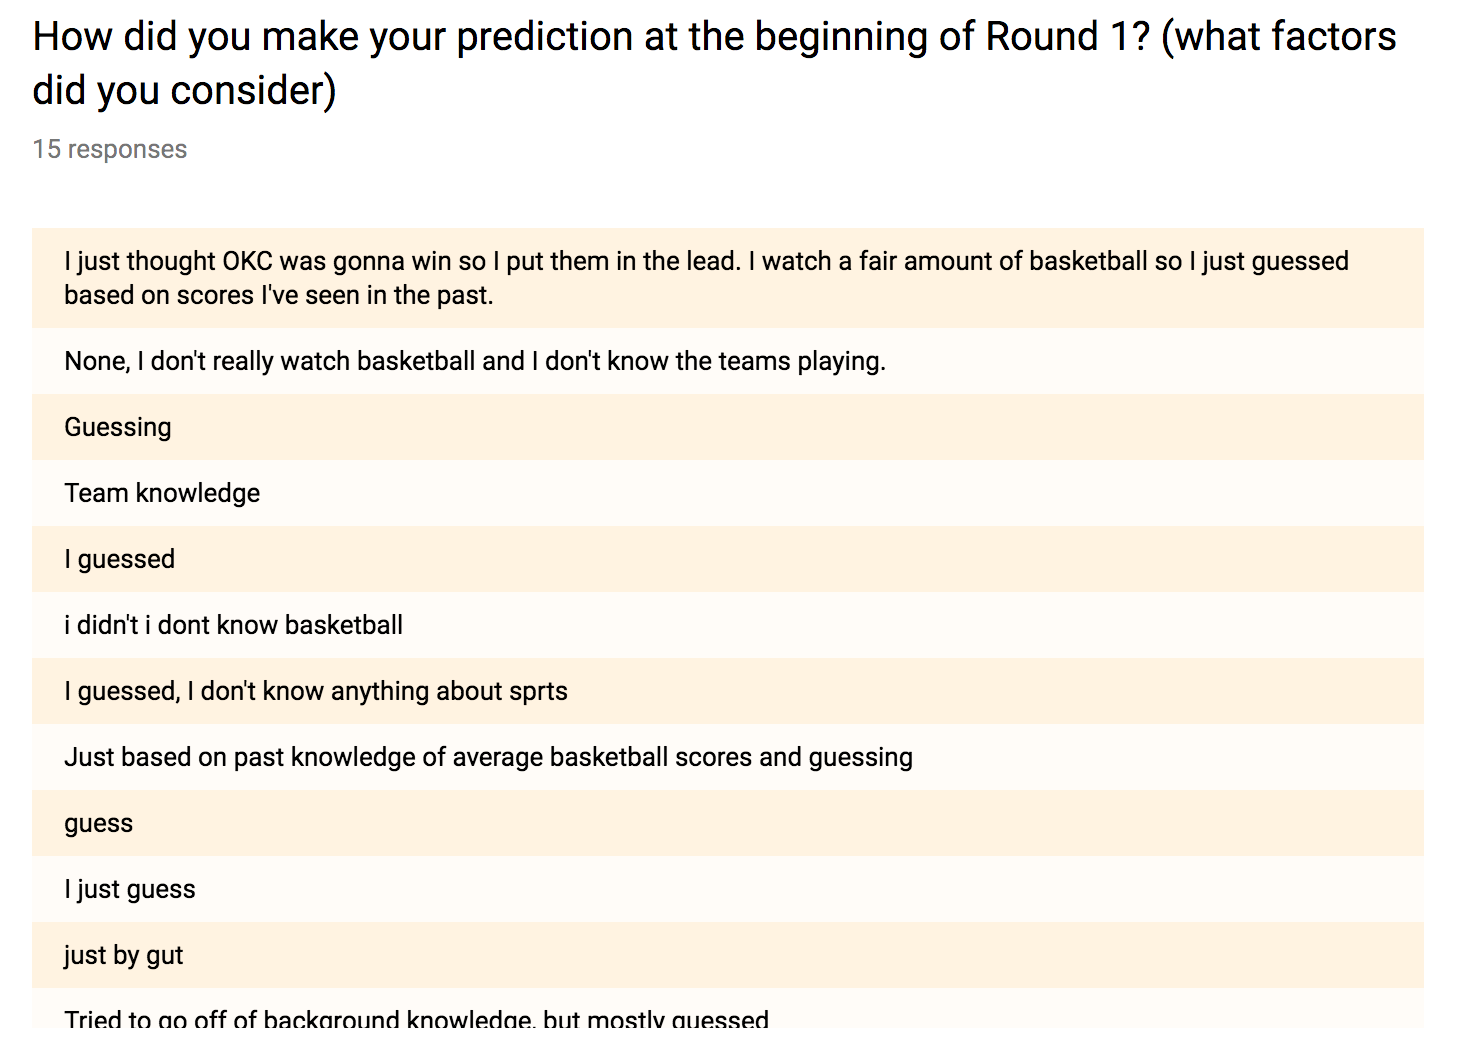 How did you make your prediction at the beginning of Round 1? (what factors
did you consider)
15 responses
I just thought OKC was gonna win so I put them in the lead. I watch a fair amount of basketball so I just guessed
based on scores I've seen in the past.
None, I don't really watch basketball and I don't know the teams playing.
Guessing
Team knowledge
I guessed
i didn't i dont know basketball
I guessed, I don't know anything about sprts
Just based on past knowledge of average basketball scores and guessing
guess
I just guess
just by gut
Tried to go off of background knowledge, but mostly guessed